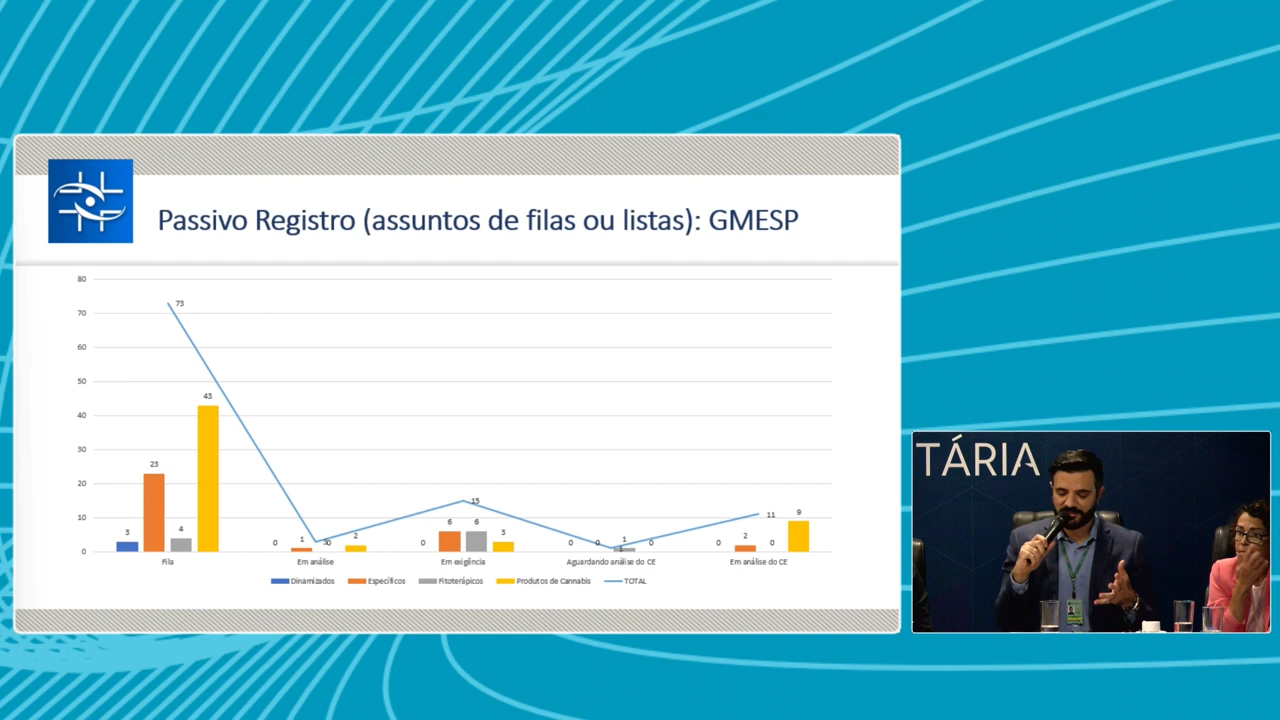 Passivo Registro (assuntos de filas ou listas): GMESP
80
70
60
50
40
30
20
10
0
73
3
23
4
43
0
1
3
0
2
0
6
6
3
15
0
0
1
1
0
0
2
0
9
11
Fila
Em análise
Em exigência
Aguardando análise do CE
Em análise do CE
Dinamizados
Específicos
Fitoterápicos
Produtos de Cannabis
TOTAL
TÁRIA